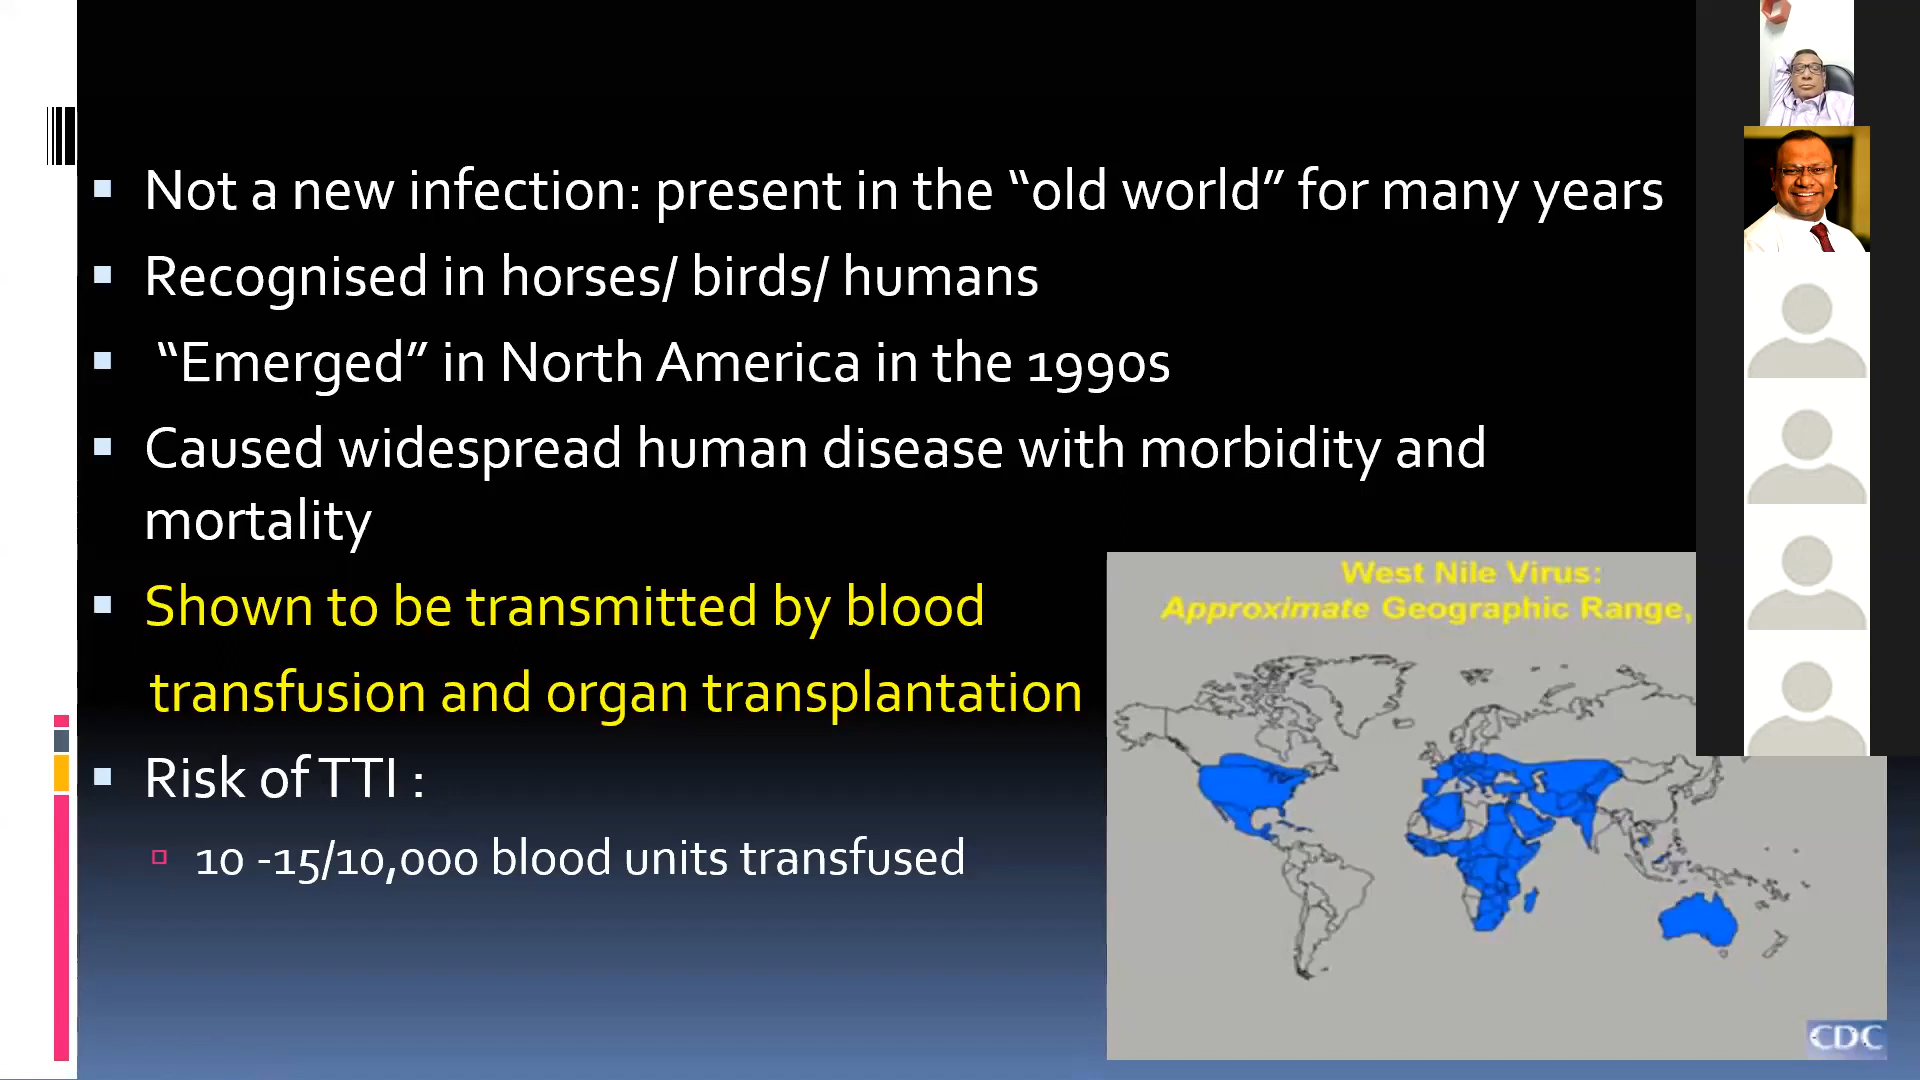 Not a new infection: present in the “old world” for many years
Recognised in horses/ birds/ humans
“Emerged” in North America in the 1990s
Caused widespread human disease with morbidity and
mortality
Shown to be transmitted by blood
transfusion and organ transplantation
Risk of TTI :
10 -15/10,000 blood units transfused
West Nile Virus:
Approximate Geographic Range,
CDC